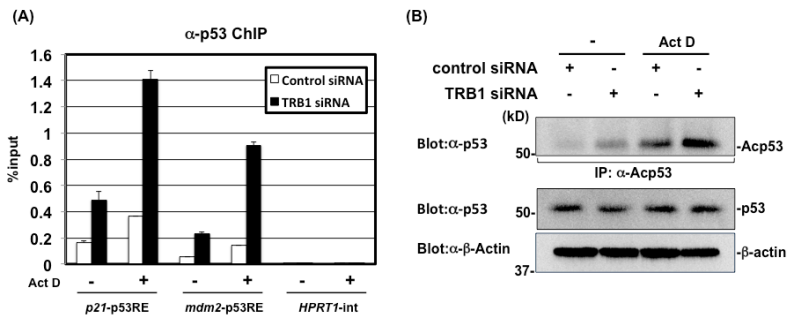 (A)
α-p53 ChIP
%input
1.6
1.4
1.2
1
0.8
0.6
0.4
0.2
0
Control siRNA
TRB1 siRNA
Act D - + - + - +
p21-p53RE mdm2-p53RE HPRT1-int
(B)
- Act D
control siRNA + - + -
TRB1 siRNA - + - +
(kD)
Blot:α-p53 50- -Acp53
IP: α-Acp53
Blot:α-p53 50- -p53
Blot:α-β-Actin -β-actin
37-